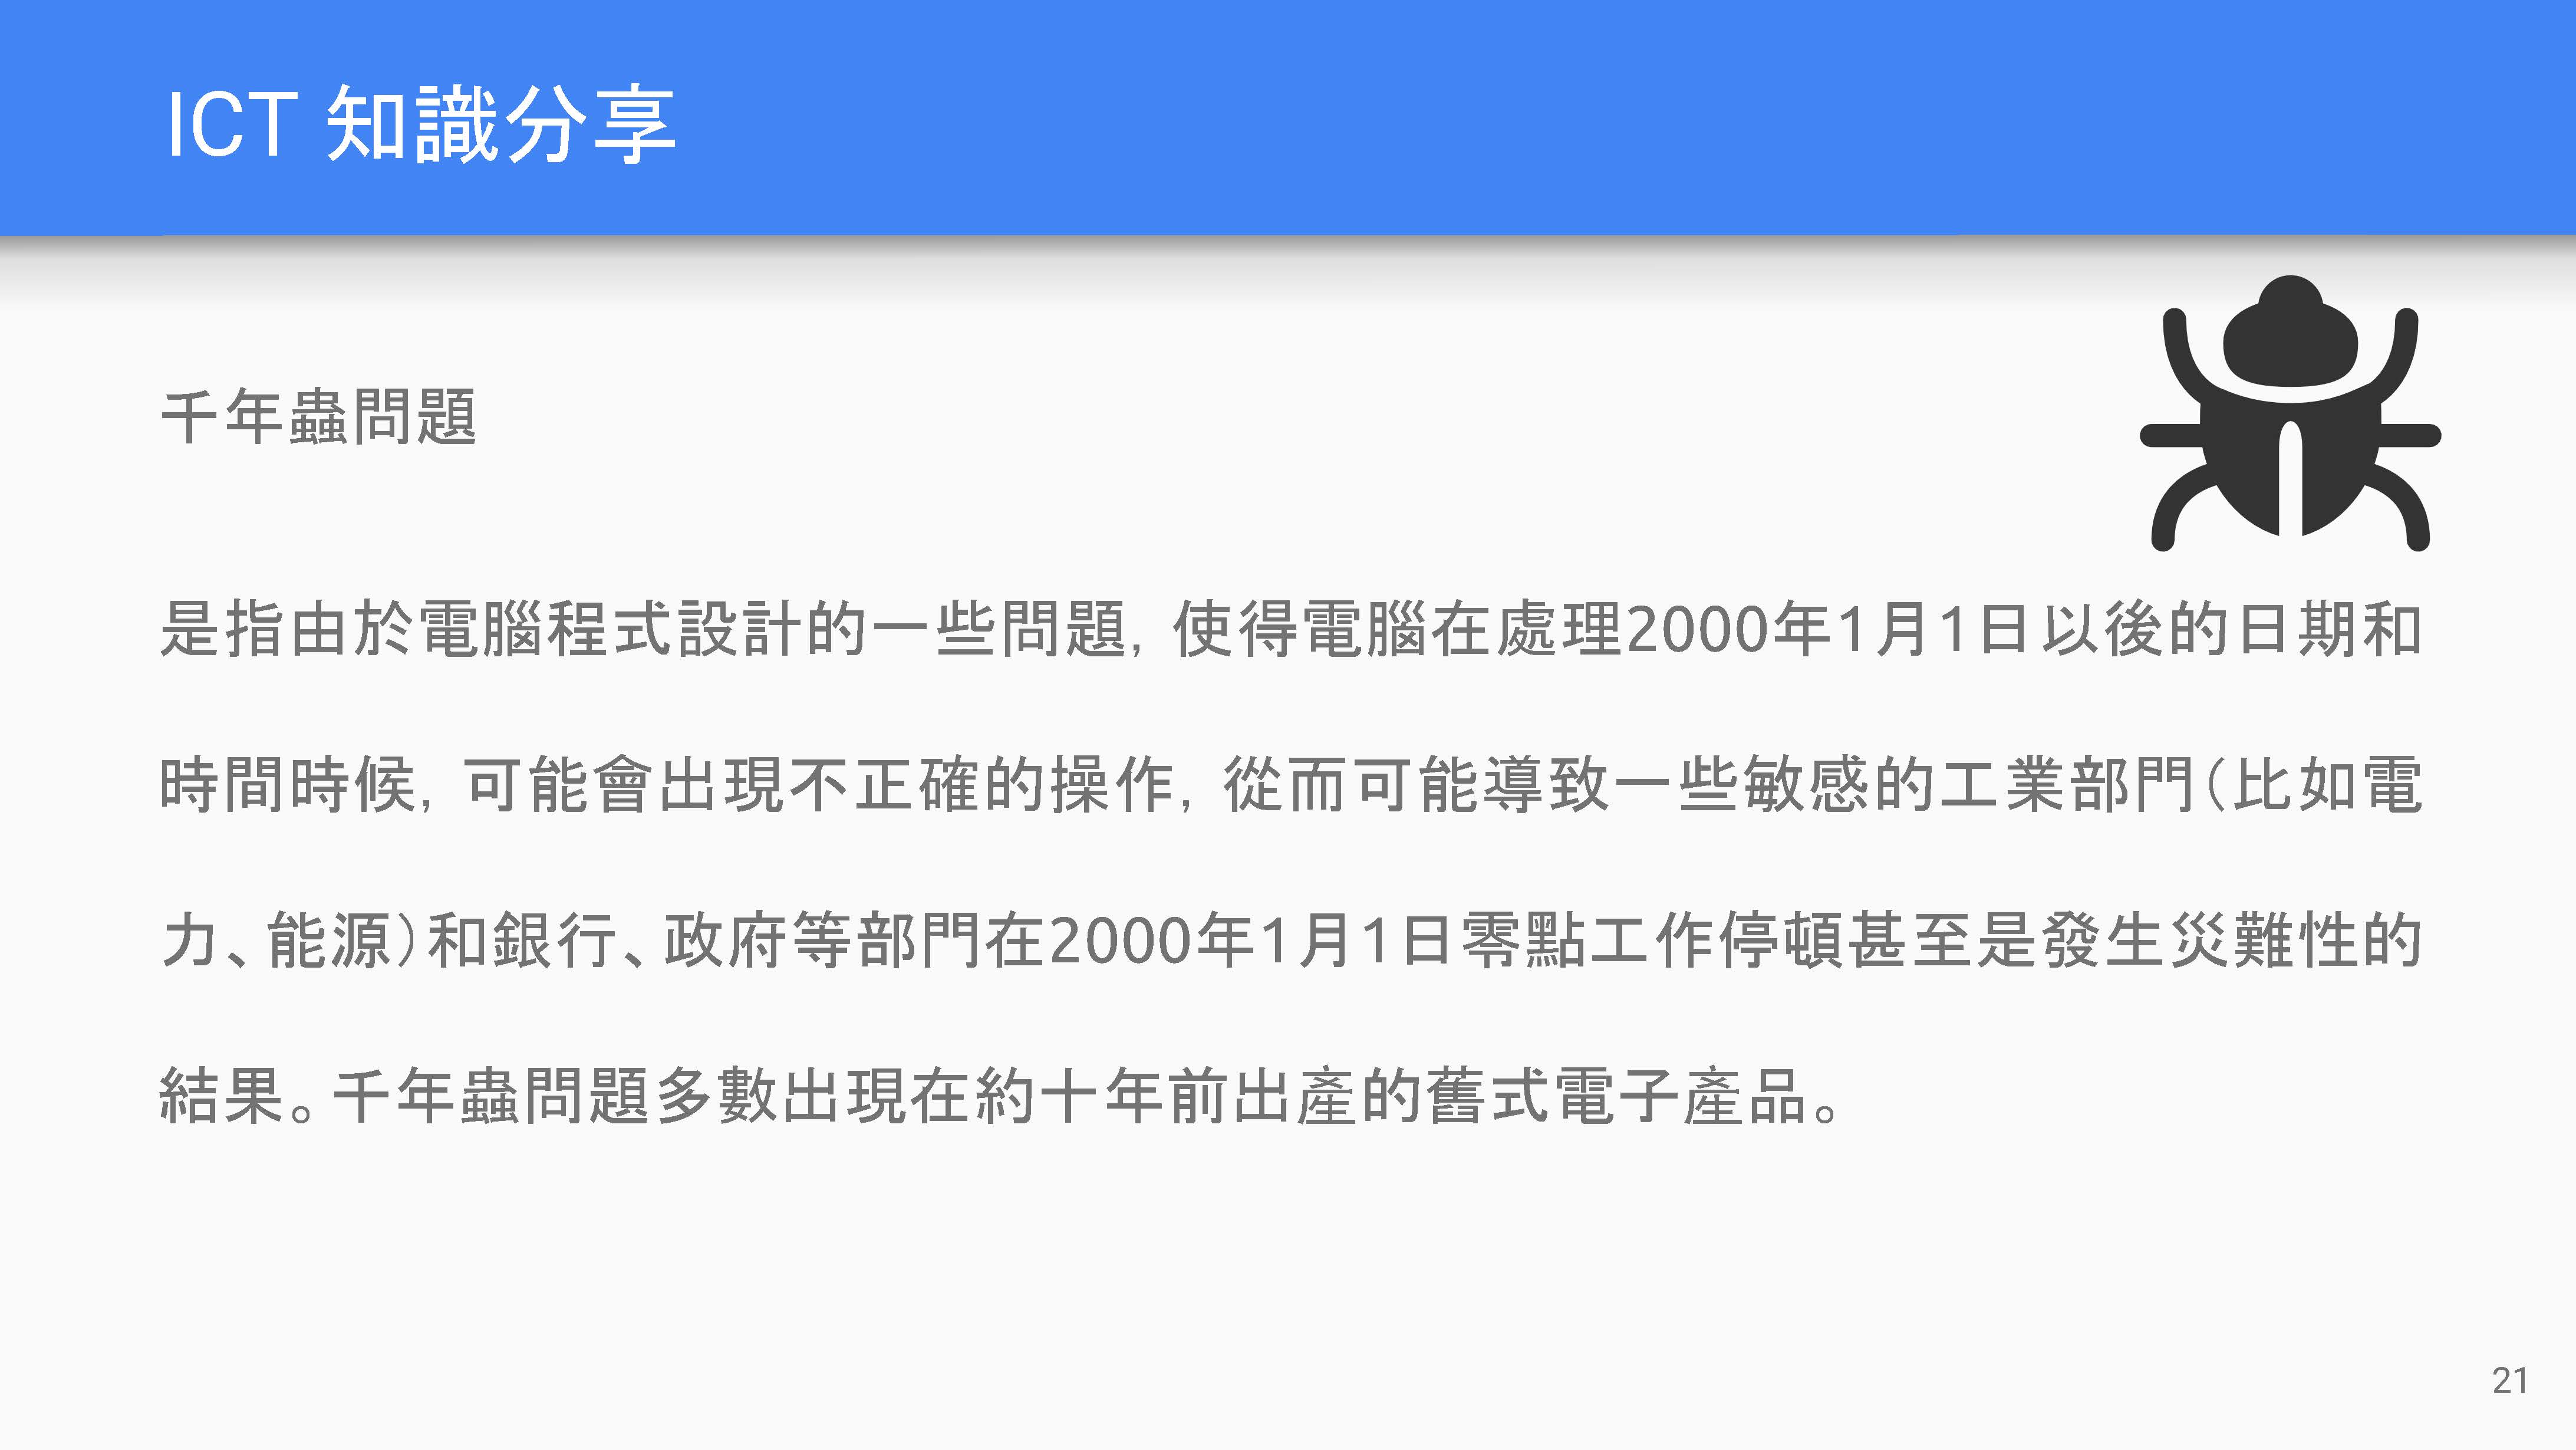 ICT 知識分享
千年蟲問題
是指由於電腦程式設計的一些問題，使得電腦在處理2000年1月1日以後的日期和
時間時候，可能會出現不正確的操作，從而可能導致一些敏感的工業部門（比如電
力、能源）和銀行、政府等部門在2000年1月1日零點工作停頓甚至是發生災難性的
結果。千年蟲問題多數出現在約十年前出產的舊式電子產品。
21